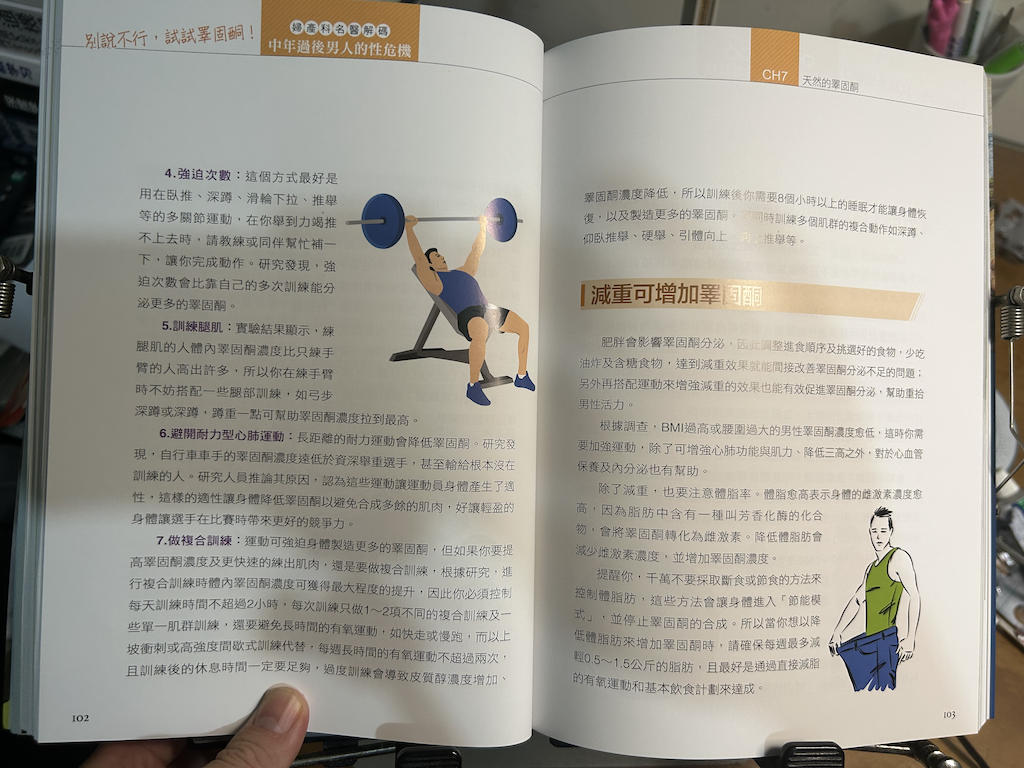 別說不行，試試睪固酮！
婦產科名醫解碼
中年過後男人的性危機
4.強迫次數：這個方式最好是
用在臥推、深蹲、滑輪下拉、推舉
等的多關節運動，在你舉到力竭推
不上去時，請教練或同伴幫忙補一
下，讓你完成動作。研究發現，強
迫次數會比靠自己的多次訓練能分
泌更多的睪固酮。
5.訓練腿肌：實驗結果顯示，練
腿肌的人體內睪固酮濃度比只練手
臂的人高出許多，所以你在練手臂
時不妨搭配一些腿部訓練，如弓步
深蹲或深蹲，蹲重一點可幫助睪固酮濃度拉到最高。
6.避開耐力型心肺運動：長距離的耐力運動會降低睪固酮。研究發
現，自行車車手的睪固酮濃度遠低於資深舉重選手，甚至輸給根本沒在
訓練的人。研究人員推論其原因，認為這些運動讓運動員身體產生了適
性，這樣的適性讓身體降低睪固酮以避免合成多餘的肌肉，好讓輕盈的
身體讓選手在比賽時帶來更好的競爭力。
7.做複合訓練：運動可強迫身體製造更多的睪固酮，但如果你要提
高睪固酮濃度及更快速的練出肌肉，還是要做複合訓練，根據研究，進
行複合訓練時體內睪固酮濃度可獲得最大程度的提升，因此你必須控制
每天訓練時間不超過2小時，每次訓練只做1～2項不同的複合訓練及一
些單一肌群訓練，還要避免長時間的有氧運動，如快走或慢跑，而以上
坡衝刺或高強度間歇式訓練代替，每週長時間的有氧運動不超過兩次，
且訓練後的休息時間一定要足夠，過度訓練會導致皮質醇濃度增加、
102
CH7
天然的睪固酮
睪固酮濃度降低，所以訓練後你需要8個小時以上的睡眠才能讓身體恢
復，以及製造更多的睪固酮。同時訓練多個肌群的複合動作如深蹲、
仰臥推舉、硬舉、引體向上、推舉等。
減重可增加睪固酮
肥胖會影響睪固酮分泌，因此調整進食順序及挑選好的食物，少吃
油炸及含糖食物，達到減重效果就能間接改善睪固酮分泌不足的問題；
另外再搭配運動來增強減重的效果也能有效促進睪固酮分泌，幫助重拾
男性活力。
根據調查，BMI過高或腰圍過大的男性睪固酮濃度愈低，這時你需
要加強運動，除了可增強心肺功能與肌力、降低三高之外，對於心血管
保養及內分泌也有幫助。
除了減重，也要注意體脂率。體脂愈高表示身體的雌激素濃度愈
高，因為脂肪中含有一種叫芳香化酶的化合
物，會將睪固酮轉化為雌激素。降低體脂肪會
減少雌激素濃度，並增加睪固酮濃度。
提醒你，千萬不要採取斷食或節食的方法來
控制體脂肪，這些方法會讓身體進入「節能模
式」，並停止睪固酮的合成。所以當你想以降
低體脂肪來增加睪固酮時，請確保每週最多減
輕0.5～1.5公斤的脂肪，且最好是通過直接減脂
的有氧運動和基本飲食計劃來達成。
103